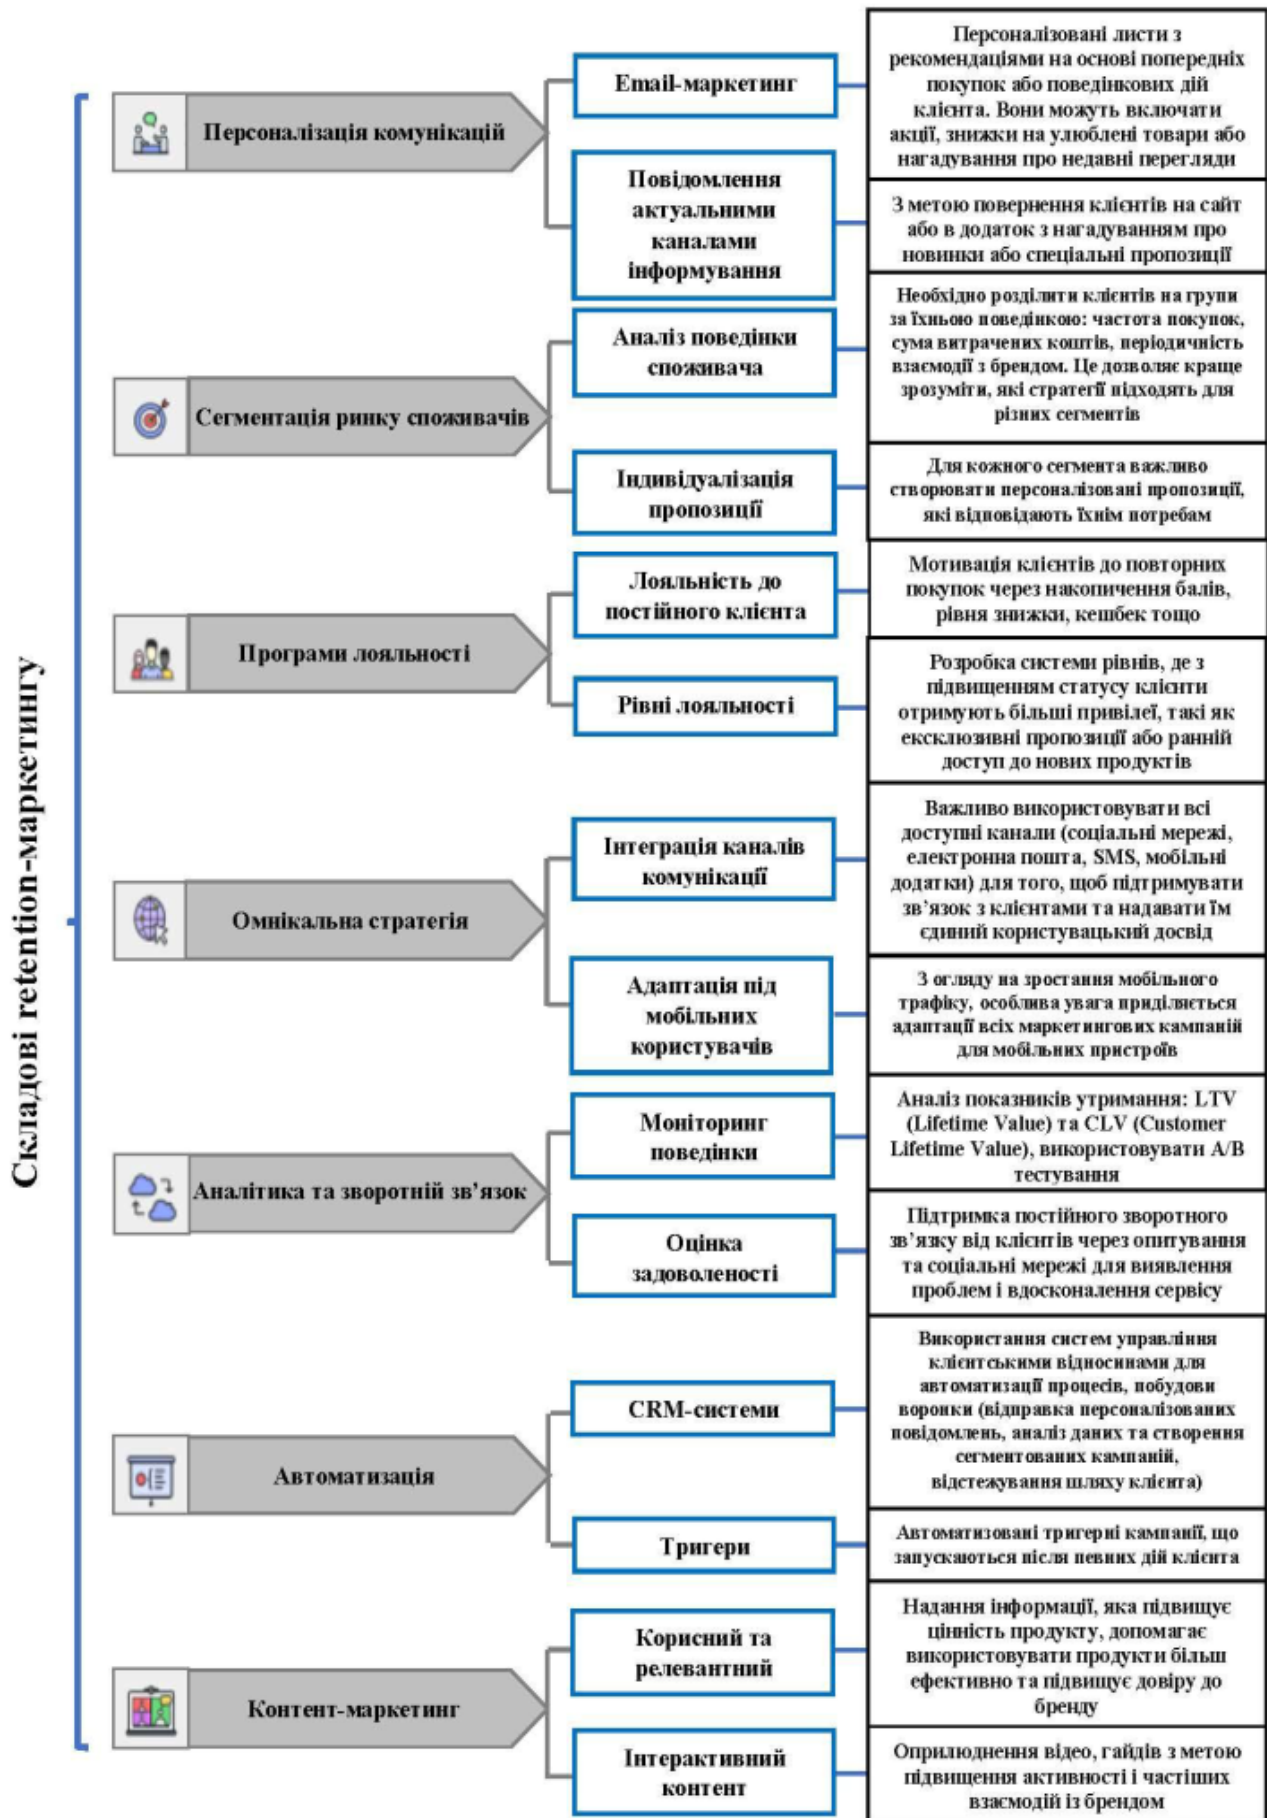 Складові retention-маркетингу
Персоналізація комунікацій
Email-маркетинг
Персоналізовані листи з
рекомендаціями на основі попередніх
покупок або поведінкових дій
клієнта. Вони можуть включати
акції, знижки на улюблені товари або
нагадування про недавні перегляди
Повідомлення
актуальними
каналами
інформування
З метою повернення клієнтів на сайт
або в додаток з нагадуванням про
новинки або спеціальні пропозиції
Сегментація ринку споживачів
Аналіз поведінки
споживача
Необхідно розділити клієнтів на групи
за їхньою поведінкою: частота покупок,
сума витрачених коштів, періодичність
взаємодії з брендом. Це дозволяє краще
зрозуміти, які стратегії підходять для
різних сегментів
Індивідуалізація
пропозиції
Для кожного сегмента важливо
створювати персоналізовані пропозиції,
які відповідають їхнім потребам
Програми лояльності
Лояльність до
постійного клієнта
Мотивація клієнтів до повторних
покупок через накопичення балів,
рівня знижки, кешбек тощо
Рівні лояльності
Розробка системи рівнів, де з
підвищенням статусу клієнти
отримують більші привілеї, такі як
ексклюзивні пропозиції або ранній
доступ до нових продуктів
Омнікальна стратегія
Інтеграція каналів
комунікації
Важливо використовувати всі
доступні канали (соціальні мережі,
електронна пошта, SMS, мобільні
додатки) для того, щоб підтримувати
зв’язок з клієнтами та надавати їм
єдиний користувацький досвід
Адаптація під
мобільних
користувачів
З огляду на зростання мобільного
трафіку, особлива увага приділяється
адаптації всіх маркетингових кампаній
для мобільних пристроїв
Аналітика та зворотній зв’язок
Моніторинг
поведінки
Аналіз показників утримання: LTV
(Lifetime Value) та CLV (Customer
Lifetime Value), використовувати A/B
тестування
Оцінка
задоволеності
Підтримка постійного зворотного
зв’язку від клієнтів через опитування
та соціальні мережі для виявлення
проблем і вдосконалення сервісу
Автоматизація
CRM-системи
Використання систем управління
клієнтськими відносинами для
автоматизації процесів, побудови
воронки (відправка персоналізованих
повідомлень, аналіз даних та створення
сегментованих кампаній,
відстежування шляху клієнта)
Тригери
Автоматизовані тригерні кампанії, що
запускаються після певних дій клієнта
Контент-маркетинг
Корисний та
релевантний
Надання інформації, яка підвищує
цінність продукту, допомагає
використовувати продукти більш
ефективно та підвищує довіру до
бренду
Інтерактивний
контент
Оприлюднення відео, гайдів з метою
підвищення активності і частіших
взаємодій із брендом